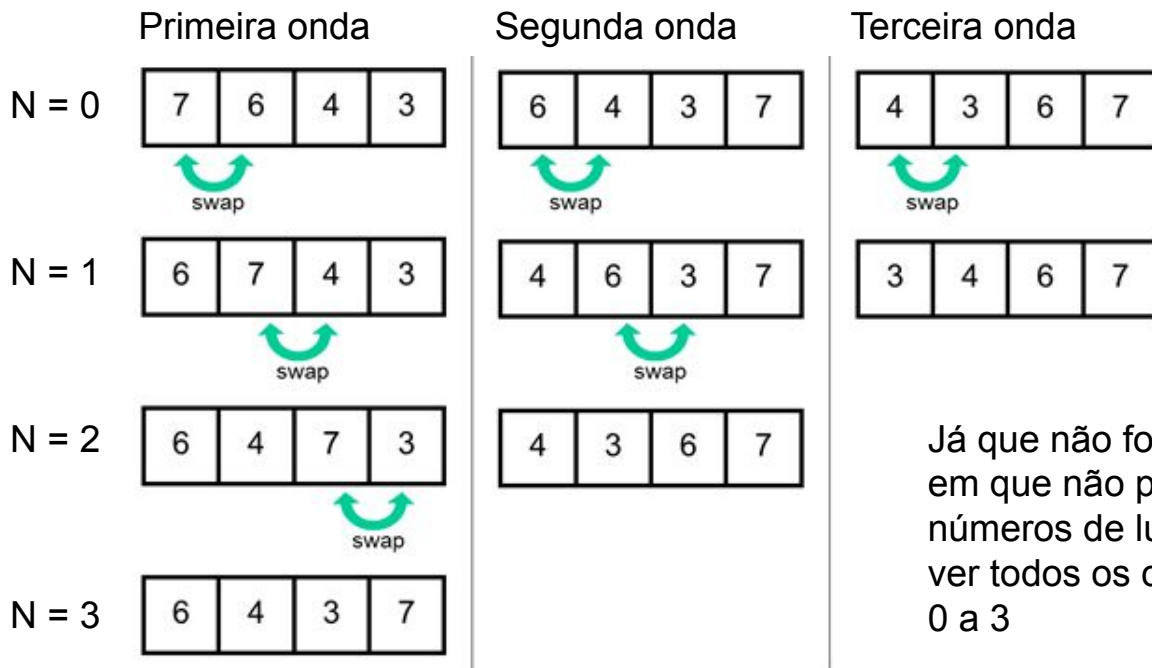 Primeira onda Segunda onda Terceira onda
N = 0 7 6 4 3 6 4 3 7 4 3 6 7
swap swap swap
N = 1 6 7 4 3 4 6 3 7 3 4 6 7
swap swap
N = 2 6 4 7 3 4 3 6 7
swap
N = 3 6 4 3 7
Já que não
em que não
números de
ver todos os
0 a 3